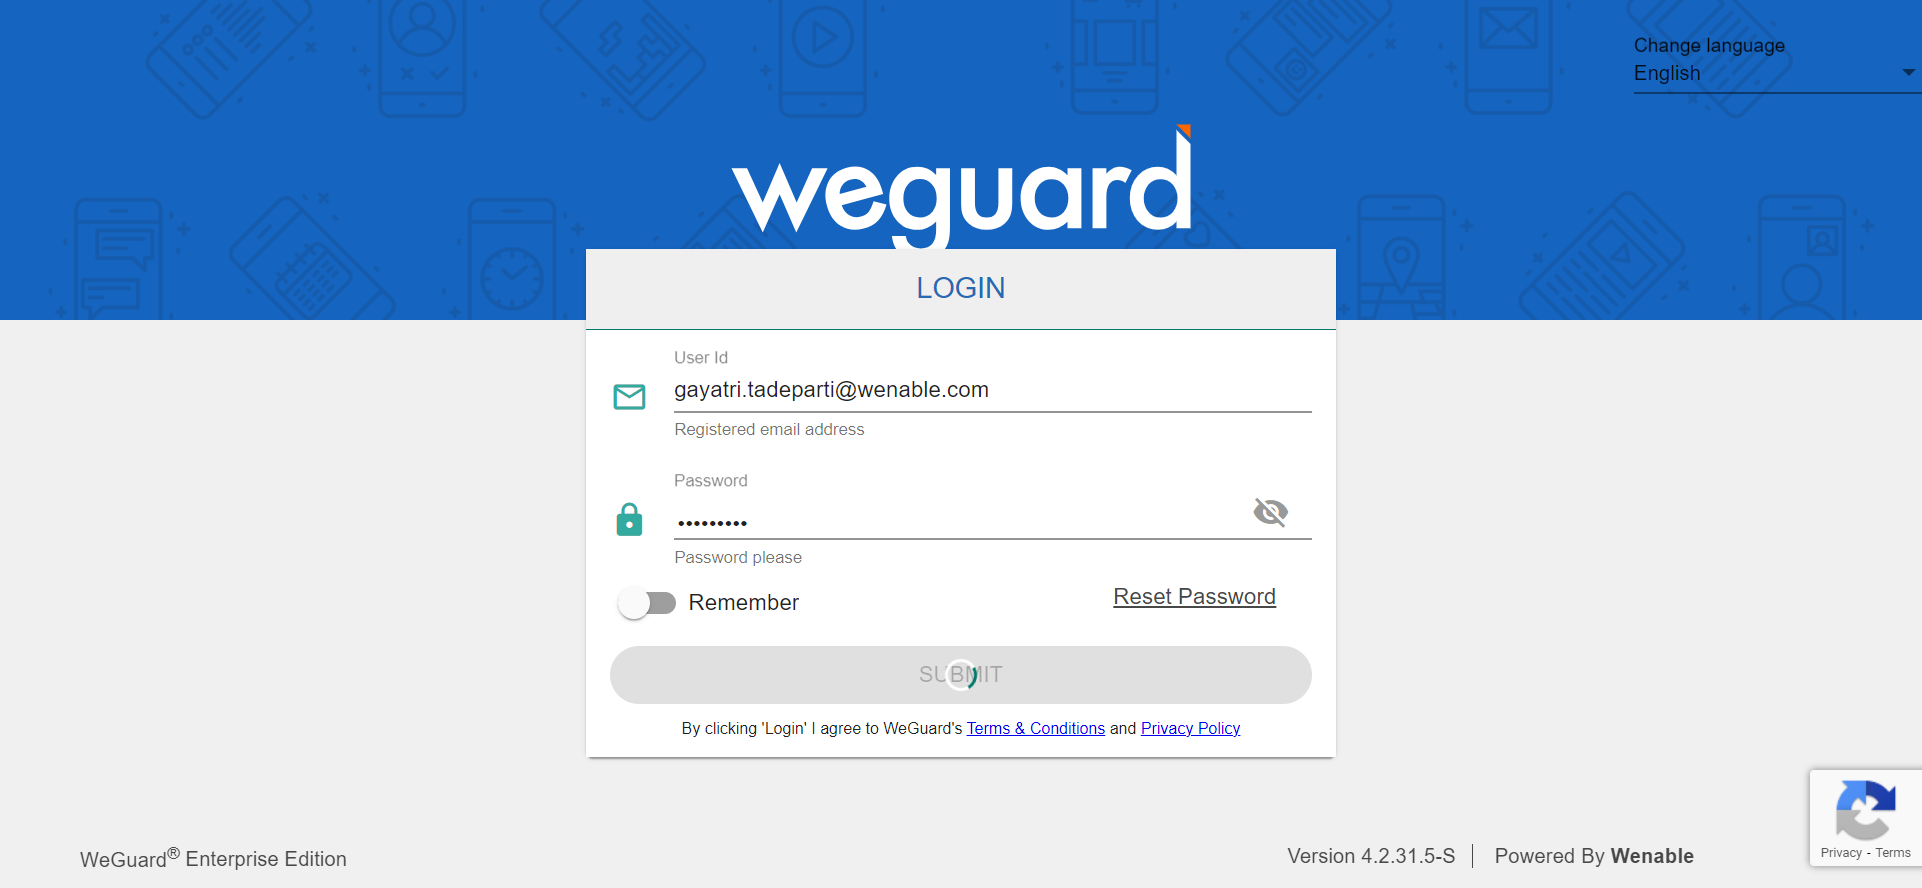 Change language
English
weguard
LOGIN
User Id
gayatri.tadeparti@wenable.com
Registered email address
Password
•••••••••
Password please
Remember
Reset Password
SUBMIT
By clicking 'Login' I agree to WeGuard's Terms & Conditions and Privacy Policy
Privacy - Terms
WeGuard® Enterprise Edition
Version 4.2.31.5-S | Powered By Wenable